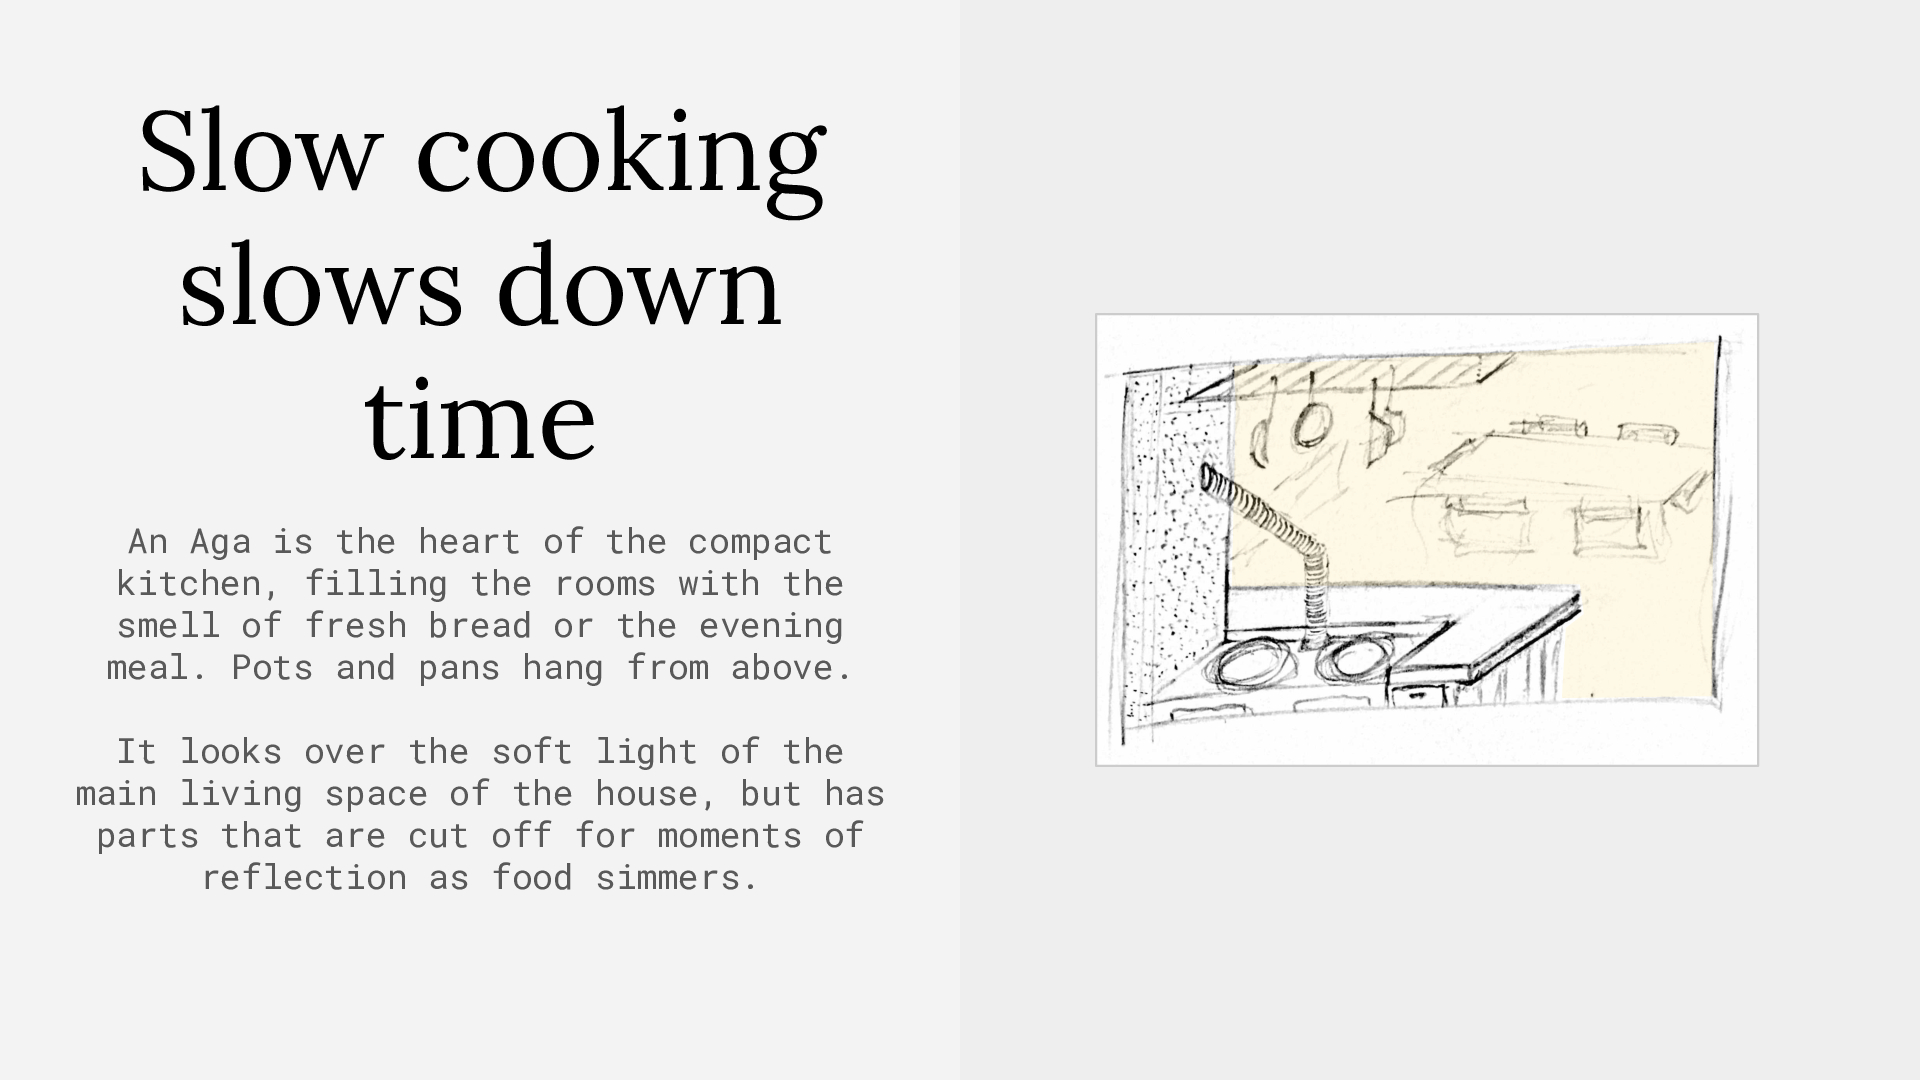 Slow cooking
slows down
time
An Aga is the heart of the compact
kitchen, filling the rooms with the
smell of fresh bread or the evening
meal. Pots and pans hang from above.
It looks over the soft light of the
main living space of the house, but has
parts that are cut off for moments of
reflection as food simmers.